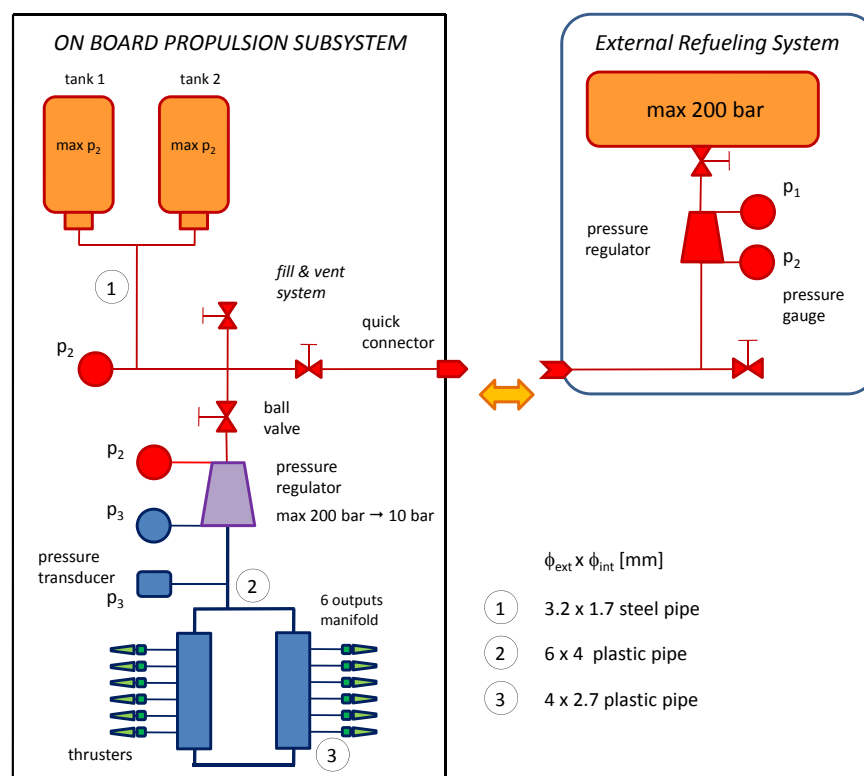 ON BOARD PROPULSION SUBSYSTEM
tank 1
tank 2
max p₂
max p₂
1
fill & vent
system
quick
connector
p₂
ball
valve
p₂
pressure
regulator
max 200 bar → 10 bar
p₃
pressure
transducer
p₃
2
6 outputs
manifold
thrusters
3
External Refueling System
max 200 bar
p₁
pressure
regulator
p₂
pressure
gauge
ϕext x ϕint [mm]
1 3.2 x 1.7 steel pipe
2 6 x 4 plastic pipe
3 4 x 2.7 plastic pipe